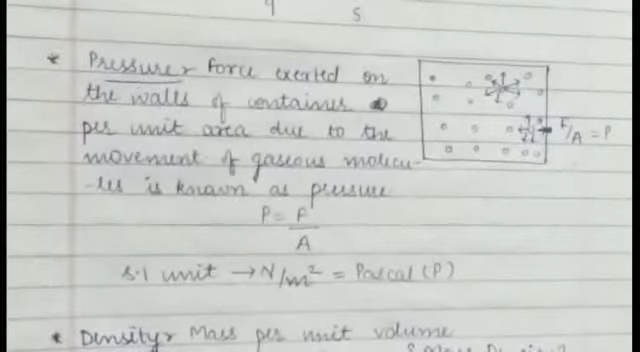 * Pressure → Force exerted on
the walls of container
per unit area due to the
movement of gaseous molecu-
-les is known as pressure
F/A = P
P = F
A
S.I unit → N/m² = Pascal (P)
* Density → Mass per unit volume